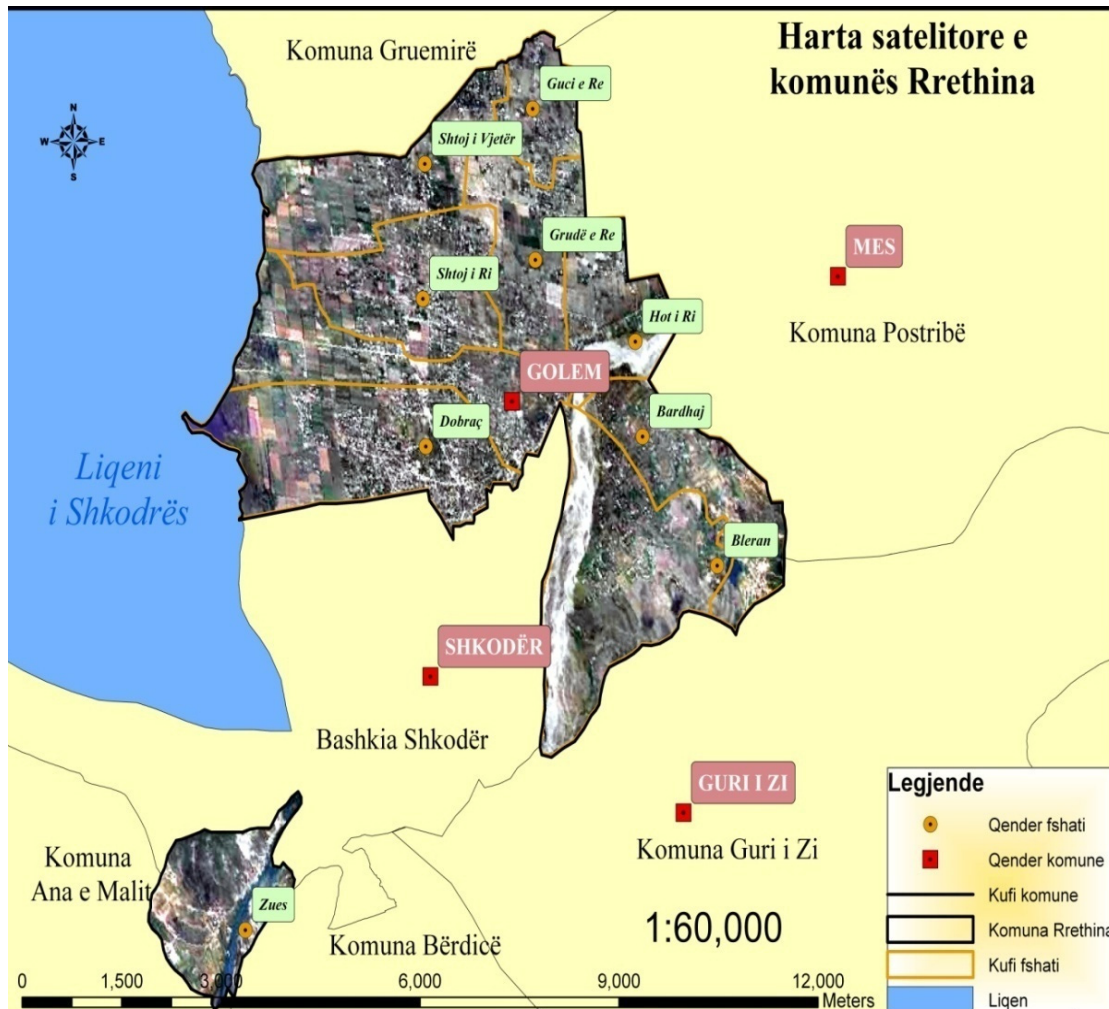 Harta satelitore e
komunës Rrethina
Komuna Gruemirë
Guci e Re
N
W E
S
Shtoj i Vjetër
Grudë e Re
MES
Shtoj i Ri
Hot i Ri
Komuna Postribë
GOLEM
Bardhaj
Dobraç
Liqeni
i Shkodrës
Bleran
SHKODËR
Bashkia Shkodër
GURI I ZI
Komuna Guri i Zi
Komuna
Ana e Malit
Zues
Komuna Bërdicë
1:60,000
0 1,500 3,000 6,000 9,000 12,000
Meters
Legjende
Qender fshati
Qender komune
Kufi komune
Komuna Rrethina
Kufi fshati
Liqen